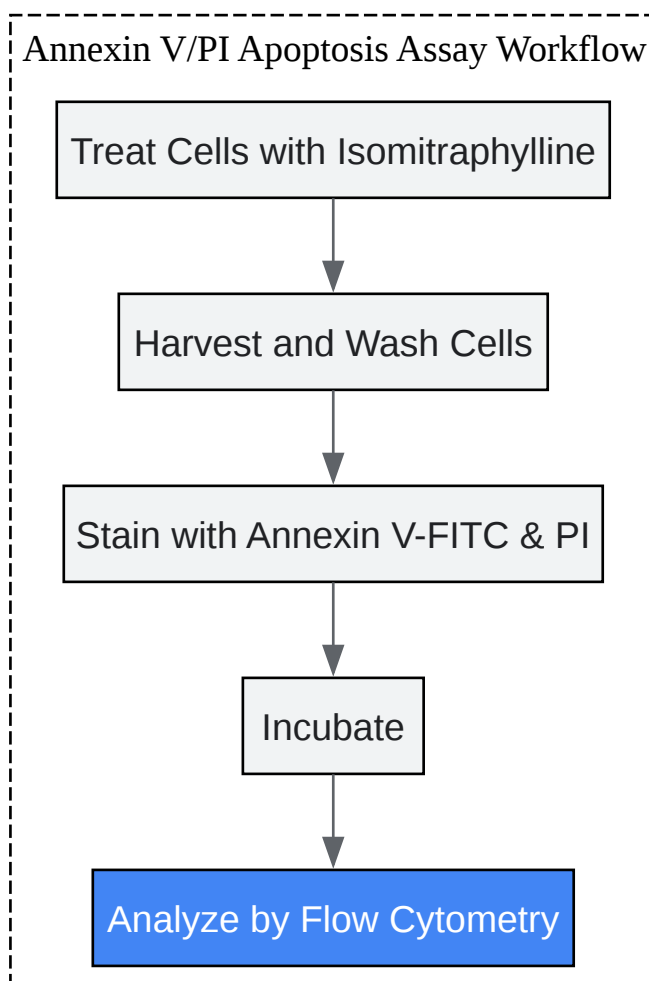 Annexin V/PI Apoptosis Assay Workflow
Treat Cells with Isomitraphylline
Harvest and Wash Cells
Stain with Annexin V-FITC & PI
Incubate
Analyze by Flow Cytometry